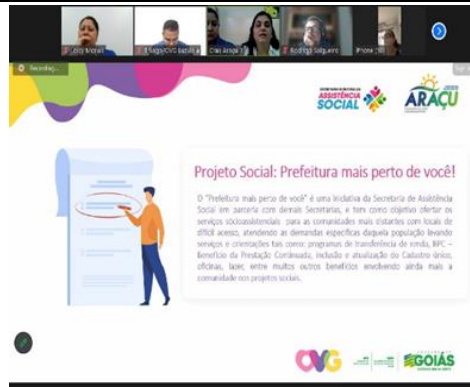 Recording...
ASSISTÊNCIA
SOCIAL
ARAÇU
Projeto Social: Prefeitura mais perto de você!
O "Prefeitura mais perto de você" é uma iniciativa da Secretaria de Assistência
Social em parceria com demais Secretarias, e tem como objetivo ofertar os
serviços sócioassistenciais para as comunidades mais distantes com locais de
difícil acesso, atendendo as demandas específicas daquela população levando
serviços e orientações tais como: programas de transferência de renda, BPC –
Benefício da Prestação Continuada, inclusão e atualização do Cadastro único,
oficinas, lazer, entre muitos outros benefícios envolvendo ainda mais a
comunidade nos projetos sociais.
OVG
GOIÁS